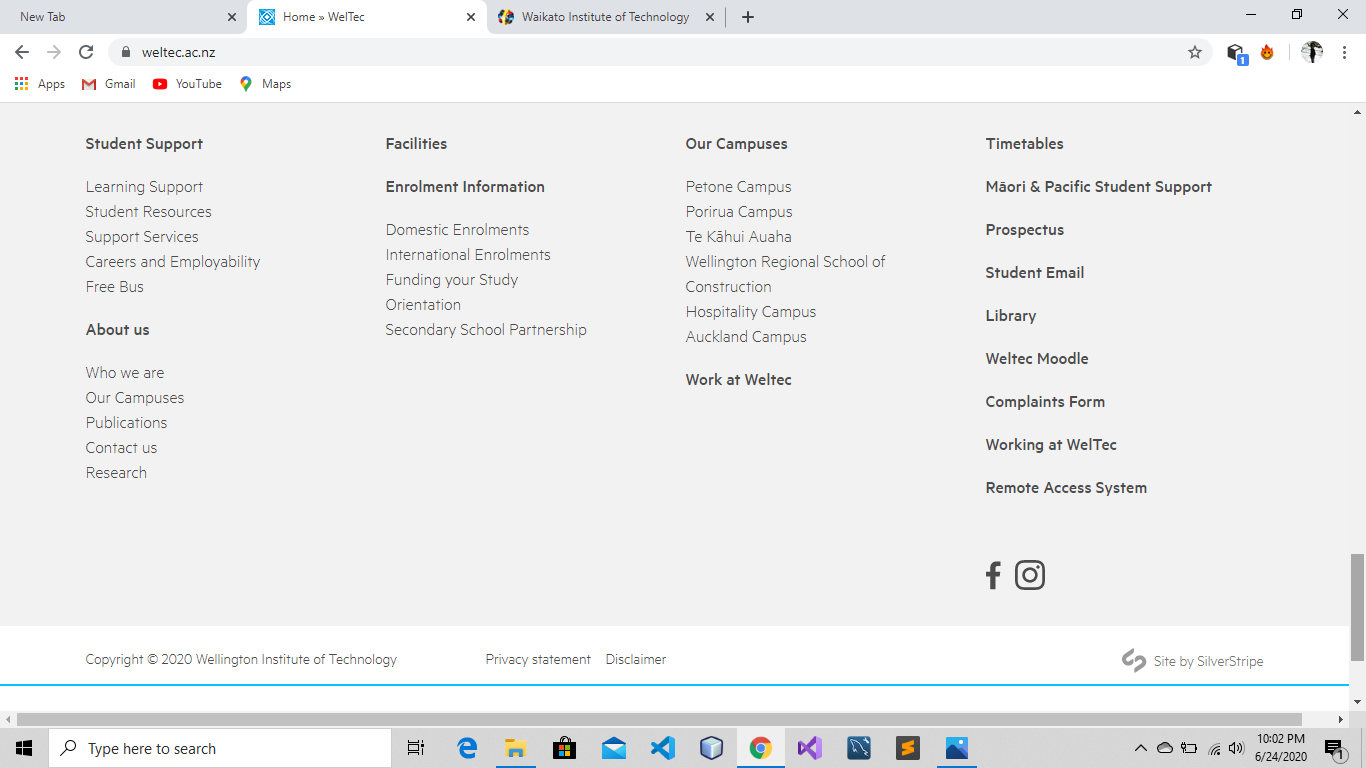 New Tab
Home » WelTec
Waikato Institute of Technology
weltec.ac.nz
1
Apps
Gmail
YouTube
Maps
Student Support
Learning Support
Student Resources
Support Services
Careers and Employability
Free Bus
About us
Who we are
Our Campuses
Publications
Contact us
Research
Facilities
Enrolment Information
Domestic Enrolments
International Enrolments
Funding your Study
Orientation
Secondary School Partnership
Our Campuses
Petone Campus
Porirua Campus
Te Kāhui Auaha
Wellington Regional School of
Construction
Hospitality Campus
Auckland Campus
Work at Weltec
Timetables
Māori & Pacific Student Support
Prospectus
Student Email
Library
Weltec Moodle
Complaints Form
Working at WelTec
Remote Access System
Copyright © 2020 Wellington Institute of Technology
Privacy statement
Disclaimer
Site by SilverStripe
Type here to search
10:02 PM
6/24/2020
1